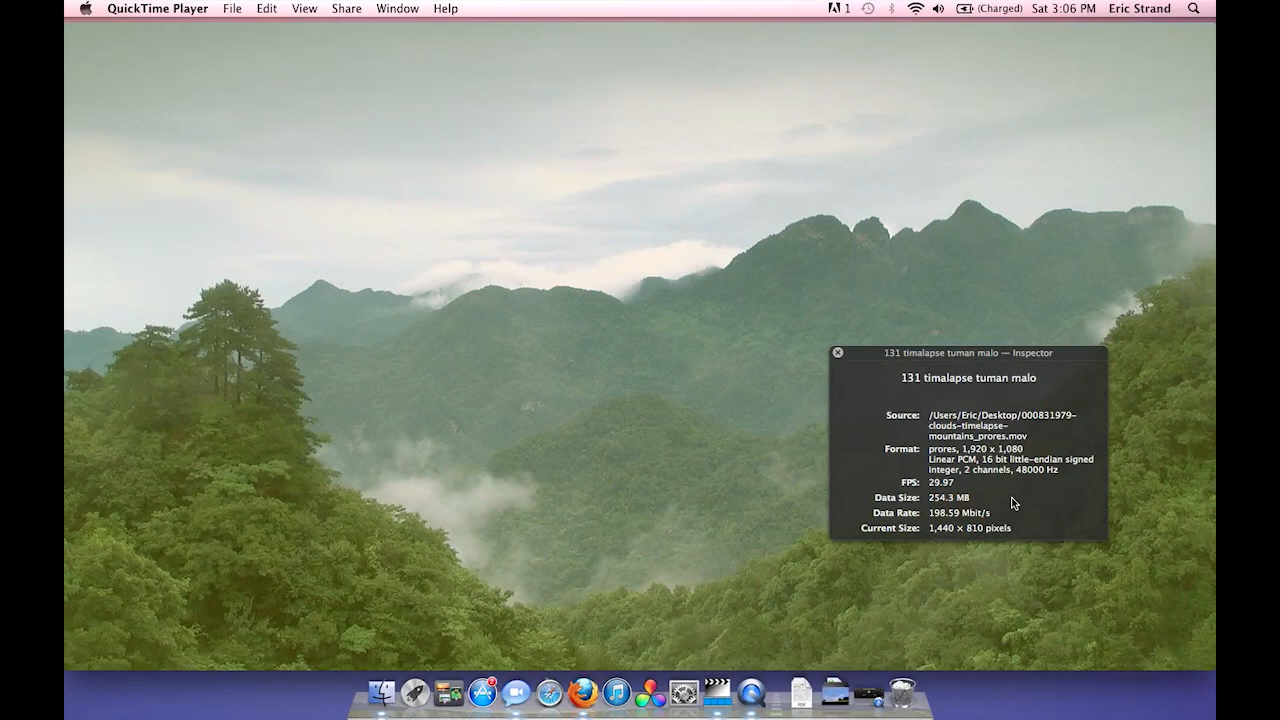 QuickTime Player File Edit View Share Window Help 1 (Charged) Sat 3:06 PM Eric Strand
131 timalapse tuman malo — Inspector
131 timalapse tuman malo
Source: /Users/Eric/Desktop/000831979-
clouds-timelapse-
mountains_prores.mov
Format: prores, 1,920 × 1,080
Linear PCM, 16 bit little-endian signed
integer, 2 channels, 48000 Hz
FPS: 29.97
Data Size: 254.3 MB
Data Rate: 198.59 Mbit/s
Current Size: 1,440 × 810 pixels